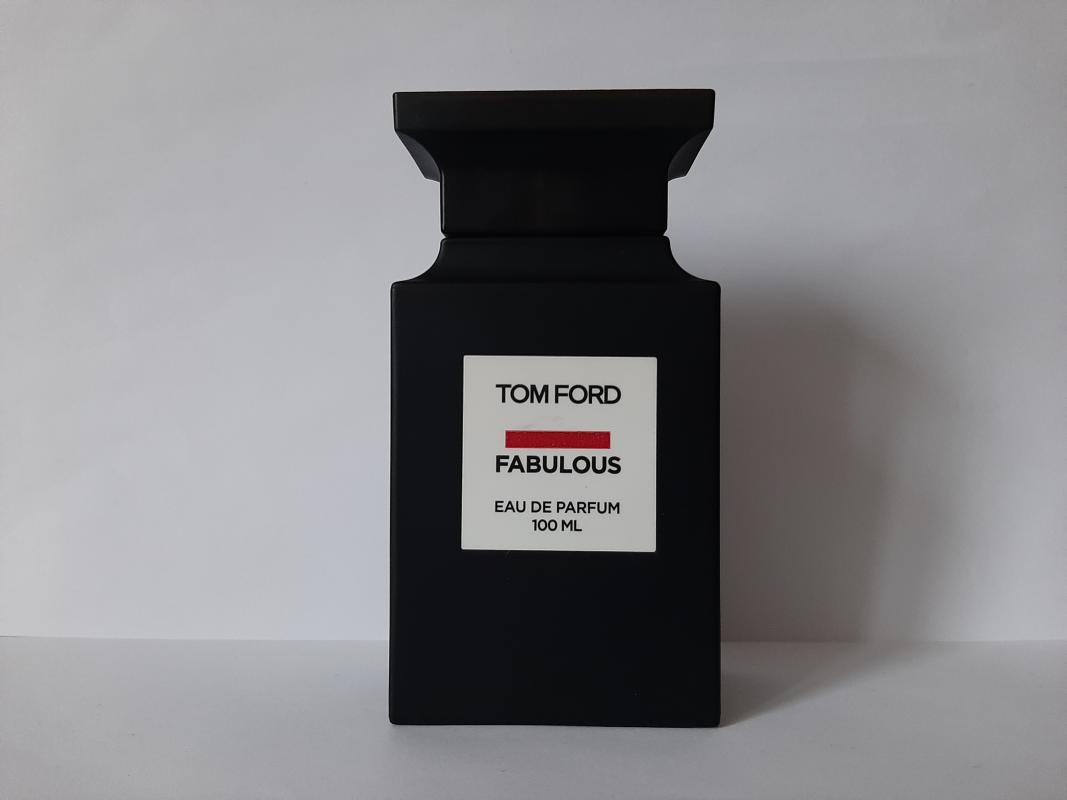 TOM FORD
FABULOUS
EAU DE PARFUM
100 ML